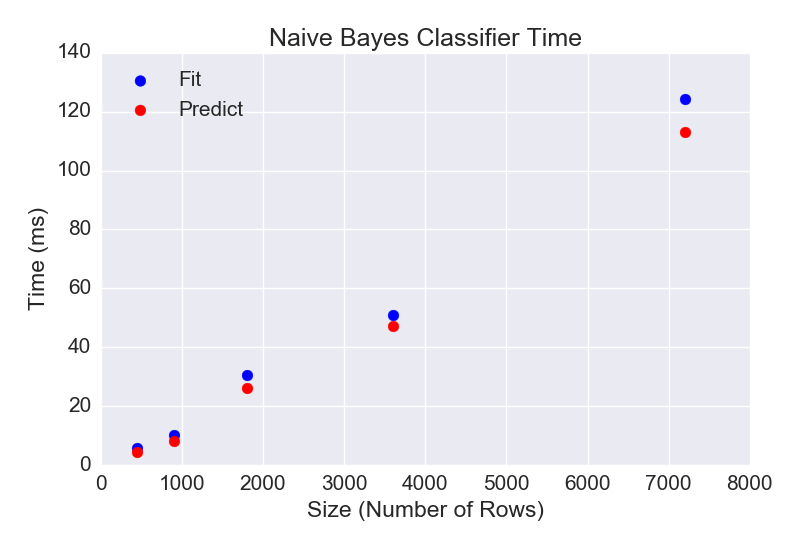 Naive Bayes Classifier Time
140
120
100
80
60
40
20
0
Fit
Predict
Time (ms)
0 1000 2000 3000 4000 5000 6000 7000 8000
Size (Number of Rows)